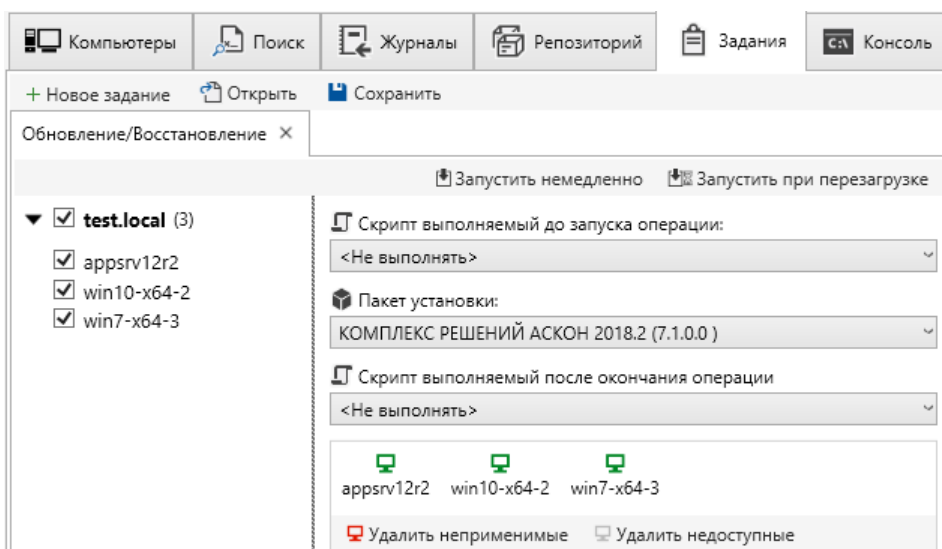 Компьютеры
Поиск
Журналы
Репозиторий
Задания
C:\ Консоль
+ Новое задание
Открыть
Сохранить
Обновление/Восстановление ×
Запустить немедленно
Запустить при перезагрузке
test.local (3)
appsrv12r2
win10-x64-2
win7-x64-3
Скрипт выполняемый до запуска операции:
<Не выполнять>
Пакет установки:
КОМПЛЕКС РЕШЕНИЙ АСКОН 2018.2 (7.1.0.0 )
Скрипт выполняемый после окончания операции
<Не выполнять>
appsrv12r2 win10-x64-2 win7-x64-3
Удалить неприменимые
Удалить недоступные